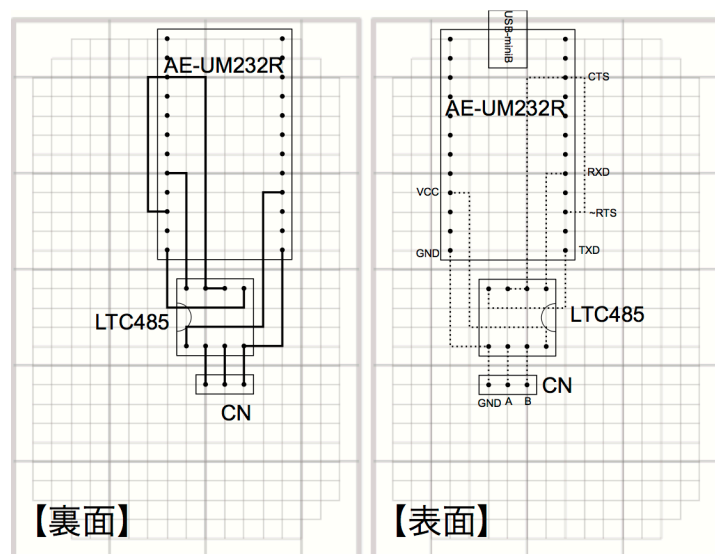 AE-UM232R
LTC485
CN
【裏面】
USB-miniB
AE-UM232R
CTS
RXD
VCC
~RTS
GND
TXD
LTC485
CN
GND A B
【表面】